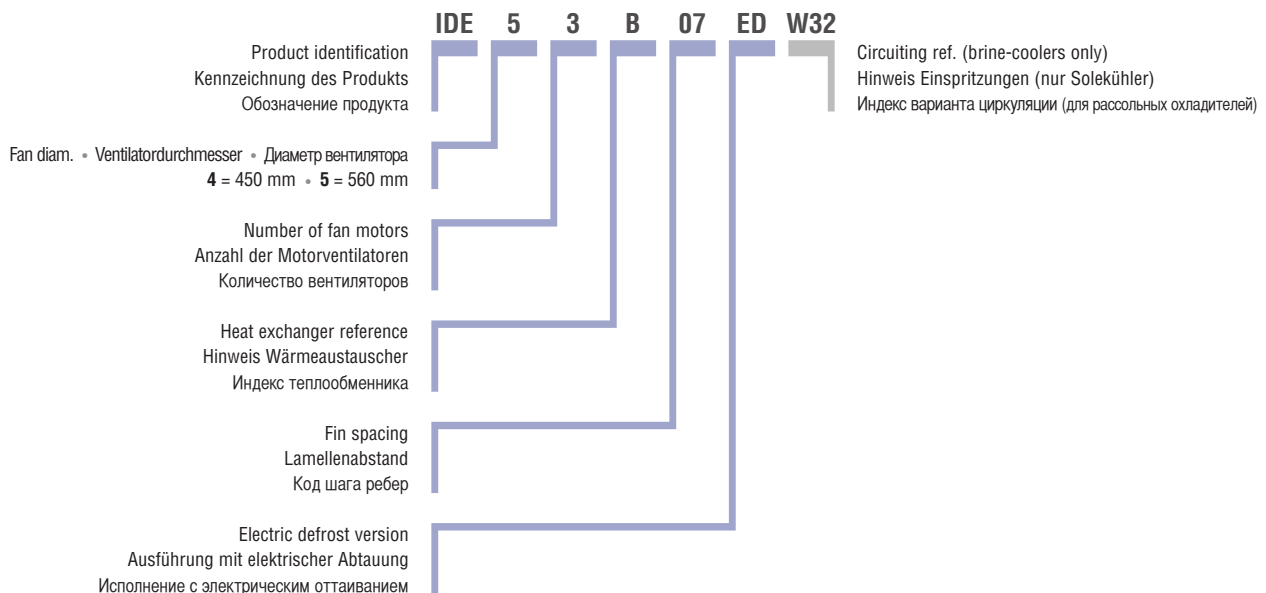 IDE 5 3 B 07 ED W32
Product identification
Kennzeichnung des Produkts
Обозначение продукта
Circuiting ref. (brine-coolers only)
Hinweis Einspritzungen (nur Solekühler)
Индекс варианта циркуляции (для рассольных охладителей)
Fan diam. • Ventilatordurchmesser • Диаметр вентилятора
4 = 450 mm • 5 = 560 mm
Number of fan motors
Anzahl der Motorventilatoren
Количество вентиляторов
Heat exchanger reference
Hinweis Wärmeaustauscher
Индекс теплообменника
Fin spacing
Lamellenabstand
Код шага ребер
Electric defrost version
Ausführung mit elektrischer Abtauung
Исполнение с электрическим оттаиванием